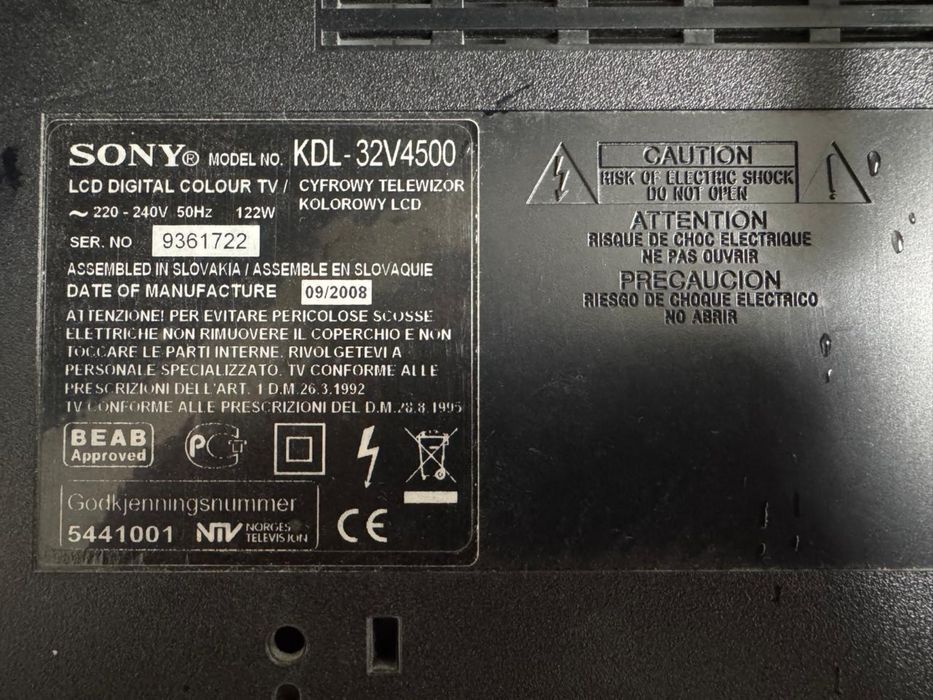 SONY® MODEL NO. KDL-32V4500
LCD DIGITAL COLOUR TV / CYFROWY TELEWIZOR
KOLOROWY LCD
~ 220 - 240V 50Hz 122W
SER. NO 9361722
ASSEMBLED IN SLOVAKIA / ASSEMBLE EN SLOVAQUIE
DATE OF MANUFACTURE 09/2008
ATTENZIONE! PER EVITARE PERICOLOSE SCOSSE
ELETTRICHE NON RIMUOVERE IL COPERCHIO E NON
TOCCARE LE PARTI INTERNE. RIVOLGETEVI A
PERSONALE SPECIALIZZATO. TV CONFORME ALLE
PRESCRIZIONI DELL'ART. 1 D.M. 26.3.1992
TV CONFORME ALLE PRESCRIZIONI DEL D.M. 28.8.1995
BEAB
Approved
PCT
Godkjenningsnummer
5441001 NTV NORGES
TELEVISION
CE
CAUTION
RISK OF ELECTRIC SHOCK
DO NOT OPEN
ATTENTION
RISQUE DE CHOC ELECTRIQUE
NE PAS OUVRIR
PRECAUCION
RIESGO DE CHOQUE ELECTRICO
NO ABRIR